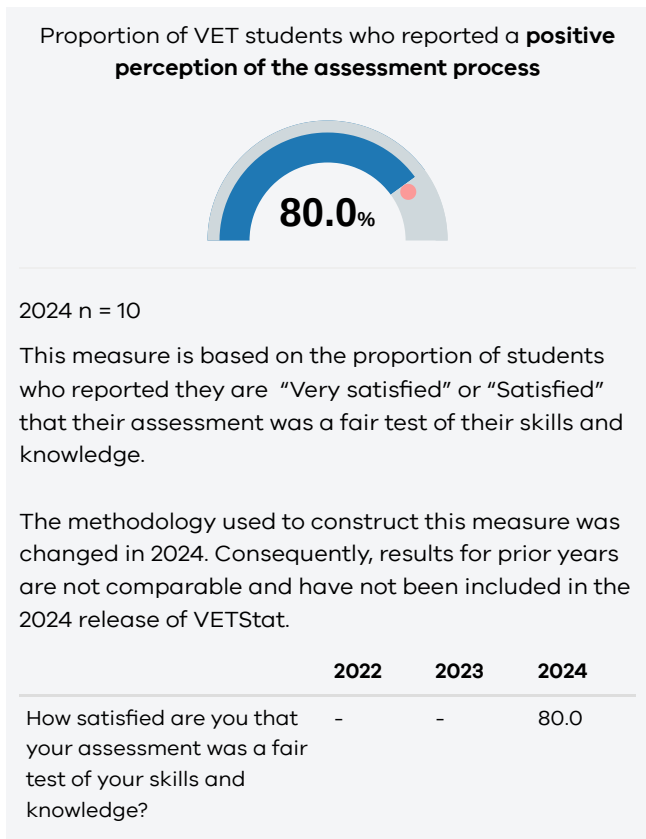 Proportion of VET students who reported a positive
perception of the assessment process
80.0%
2024 n = 10
This measure is based on the proportion of students
who reported they are  “Very satisfied” or “Satisfied”
that their assessment was a fair test of their skills and
knowledge.
The methodology used to construct this measure was
changed in 2024. Consequently, results for prior years
are not comparable and have not been included in the
2024 release of VETStat.
2022 2023 2024
How satisfied are you that - - 80.0
your assessment was a fair
test of your skills and
knowledge?